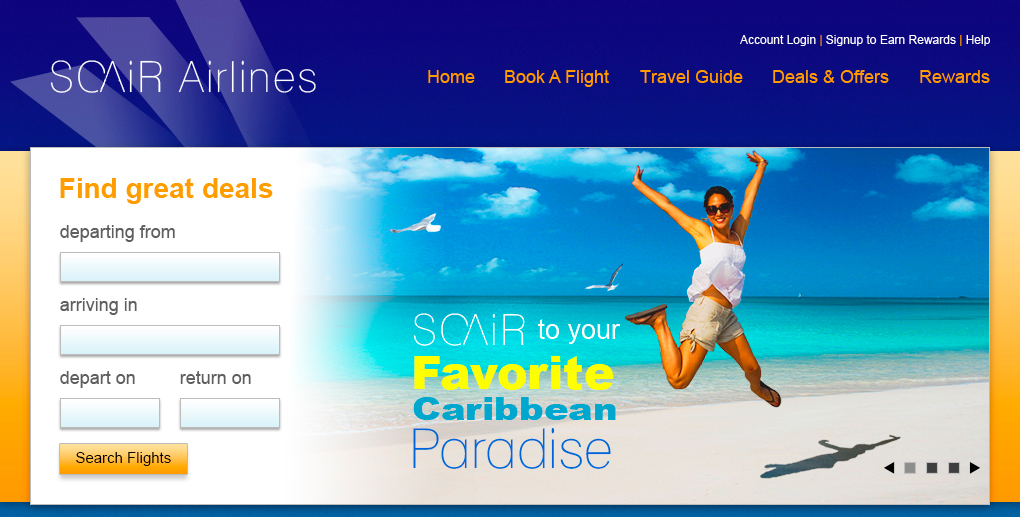 Account Login | Signup to Earn Rewards | Help
SCAiR Airlines
Home Book A Flight Travel Guide Deals & Offers Rewards
Find great deals
departing from
arriving in
depart on return on
Search Flights
SCAiR to your
Favorite
Caribbean
Paradise